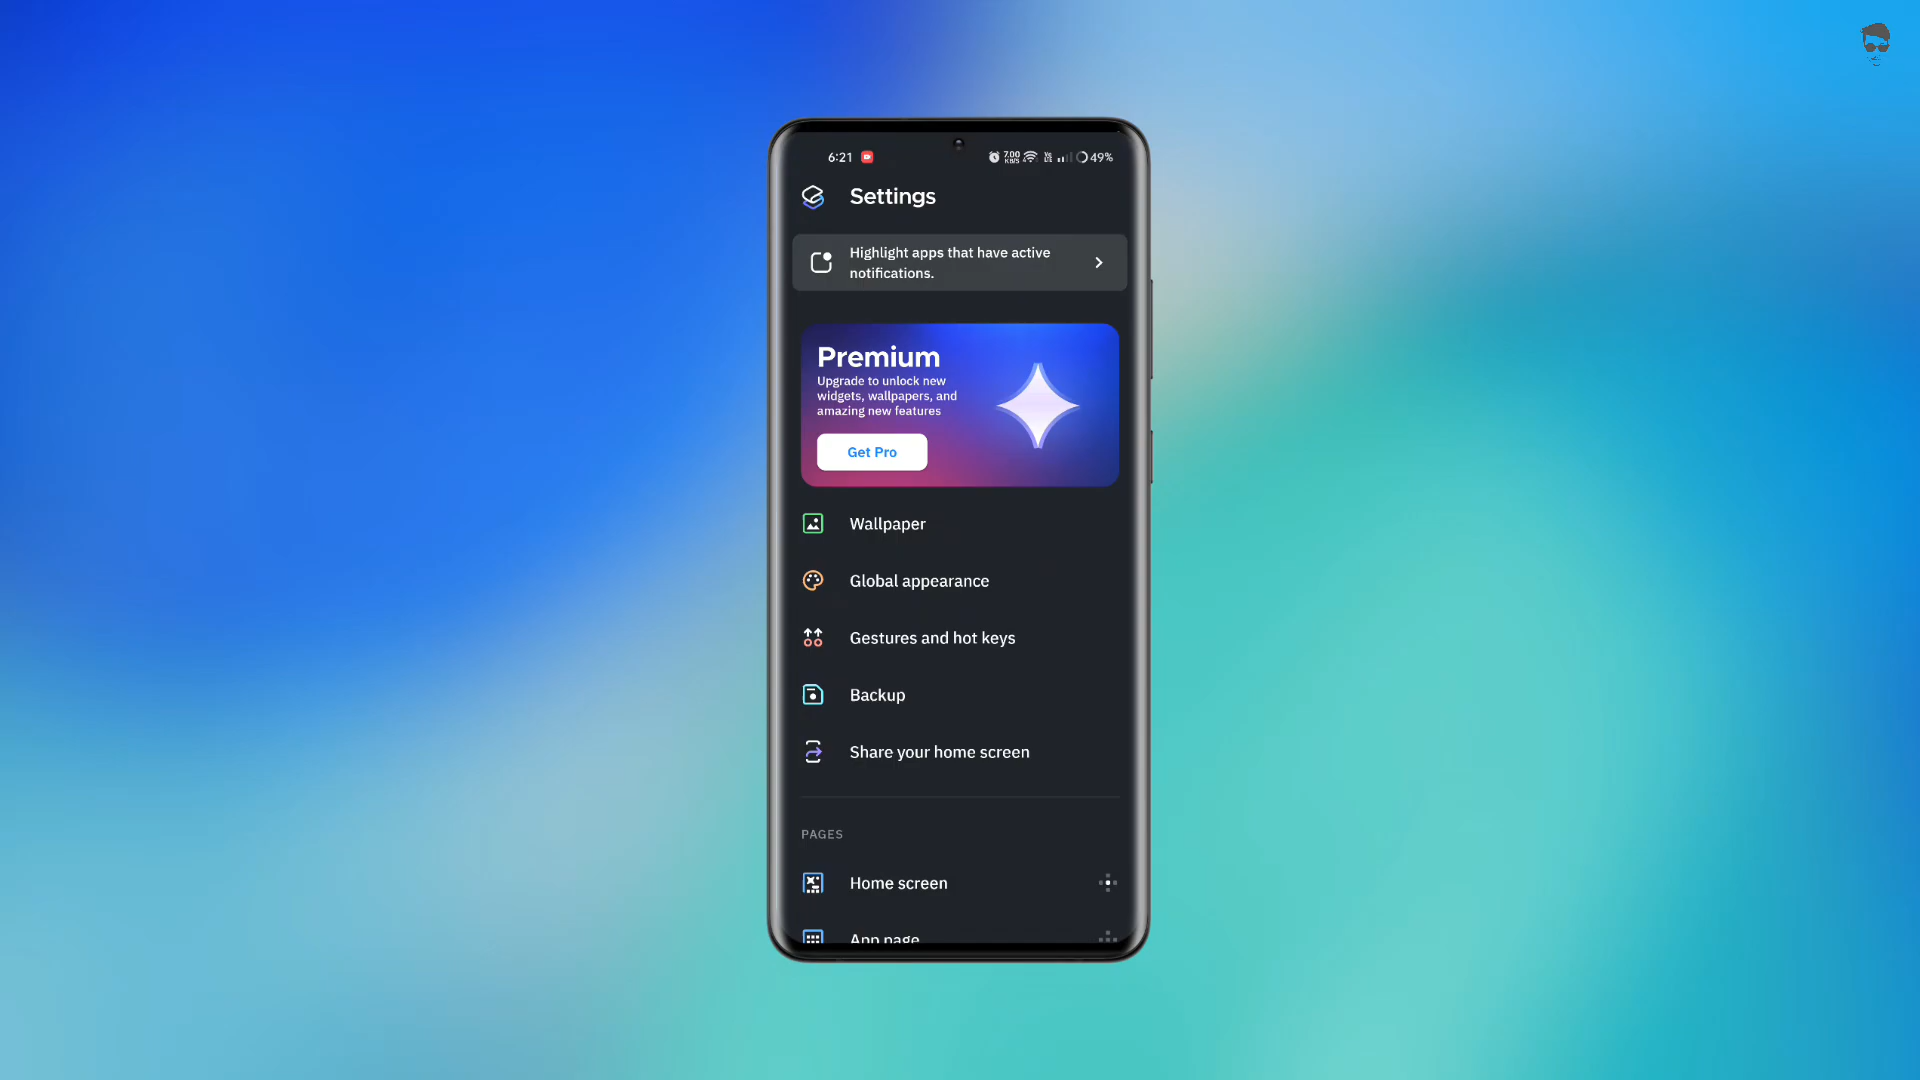 6:21
7.00
KB/S
49%
Settings
Highlight apps that have active
notifications.
Premium
Upgrade to unlock new
widgets, wallpapers, and
amazing new features
Get Pro
Wallpaper
Global appearance
Gestures and hot keys
Backup
Share your home screen
PAGES
Home screen
App page